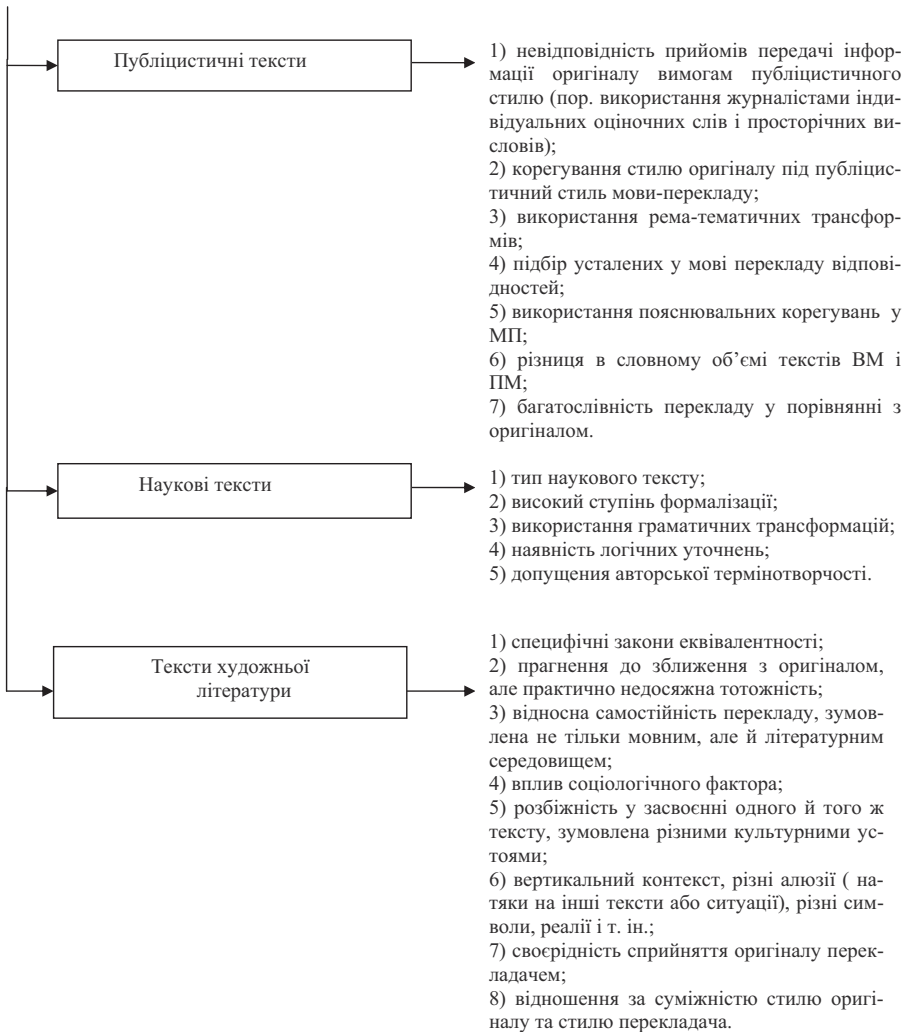 Публіцистичні тексти
1) невідповідність прийомів передачі інфор-
мації оригіналу вимогам публіцистичного
стилю (пор. використання журналістами інди-
відуальних оціночних слів і просторічних ви-
словів);
2) корегування стилю оригіналу під публіцис-
тичний стиль мови-перекладу;
3) використання рема-тематичних трансфор-
мів;
4) підбір усталених у мові перекладу відпові-
дностей;
5) використання пояснювальних корегувань у
МП;
6) різниця в словному об’ємі текстів ВМ і
ПМ;
7) багатослівність перекладу у порівнянні з
оригіналом.
Наукові тексти
1) тип наукового тексту;
2) високий ступінь формалізації;
3) використання граматичних трансформацій;
4) наявність логічних уточнень;
5) допущення авторської термінотворчості.
Тексти художньої
літератури
1) специфічні закони еквівалентності;
2) прагнення до зближення з оригіналом,
але практично недосяжна тотожність;
3) відносна самостійність перекладу, зумов-
лена не тільки мовним, але й літературним
середовищем;
4) вплив соціологічного фактора;
5) розбіжність у засвоєнні одного й того ж
тексту, зумовлена різними культурними ус-
тоями;
6) вертикальний контекст, різні алюзії ( на-
тяки на інші тексти або ситуації), різні сим-
воли, реалії і т. ін.;
7) своєрідність сприйняття оригіналу перек-
ладачем;
8) відношення за суміжністю стилю оригі-
налу та стилю перекладача.